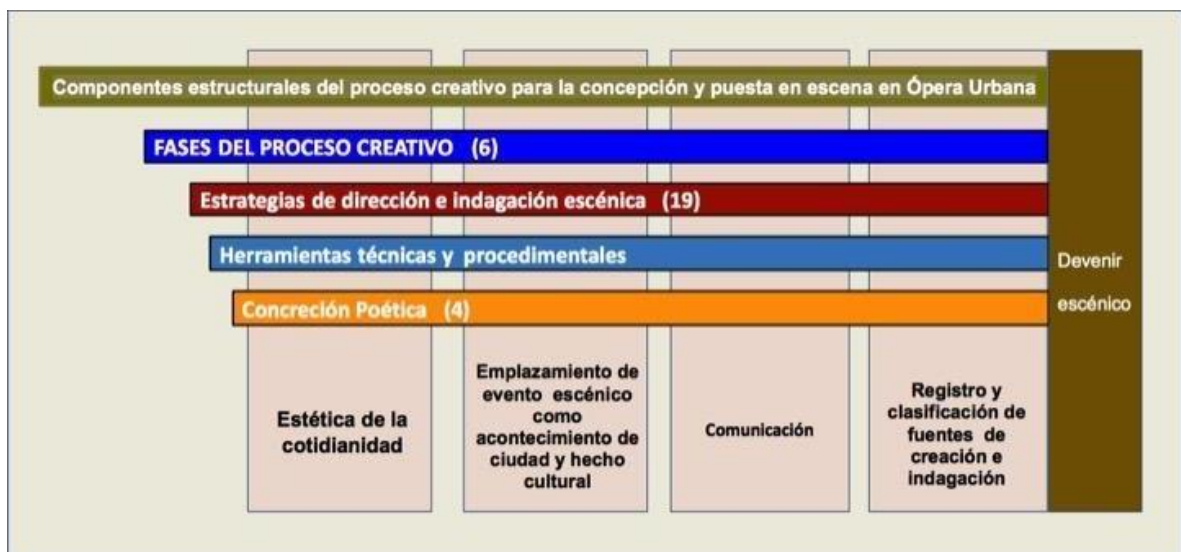 Componentes estructurales del proceso creativo para la concepción y puesta en escena en Ópera Urbana
FASES DEL PROCESO CREATIVO (6)
Estrategias de dirección e indagación escénica (19)
Herramientas técnicas y procedimentales
Concreción Poética (4)
Devenir
escénico
Estética de la
cotidianidad
Emplazamiento de
evento escénico
como
acontecimiento de
ciudad y hecho
cultural
Comunicación
Registro y
clasificación de
fuentes de
creación e
indagación